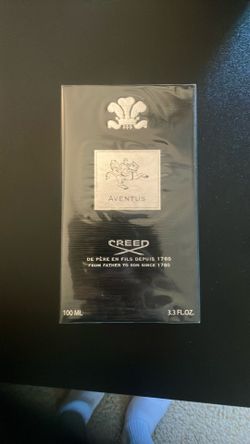 AVENTUS
CREED
DE PÈRE EN FILS DEPUIS 1760
FROM FATHER TO SON SINCE 1760
100 ML
3.3 FL.OZ.